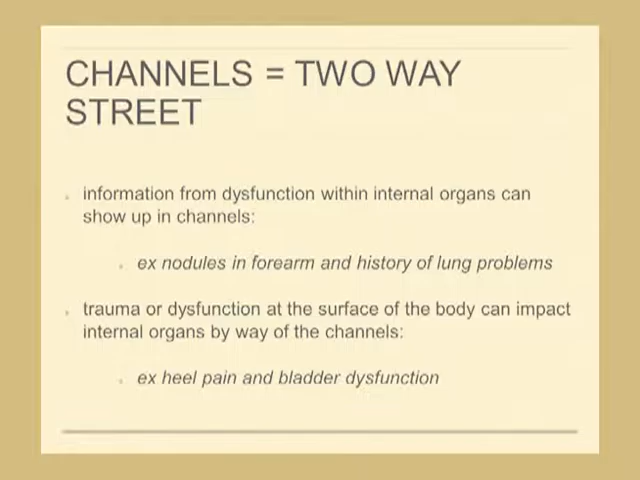 CHANNELS = TWO WAY
STREET
information from dysfunction within internal organs can
show up in channels:
ex nodules in forearm and history of lung problems
trauma or dysfunction at the surface of the body can impact
internal organs by way of the channels:
ex heel pain and bladder dysfunction